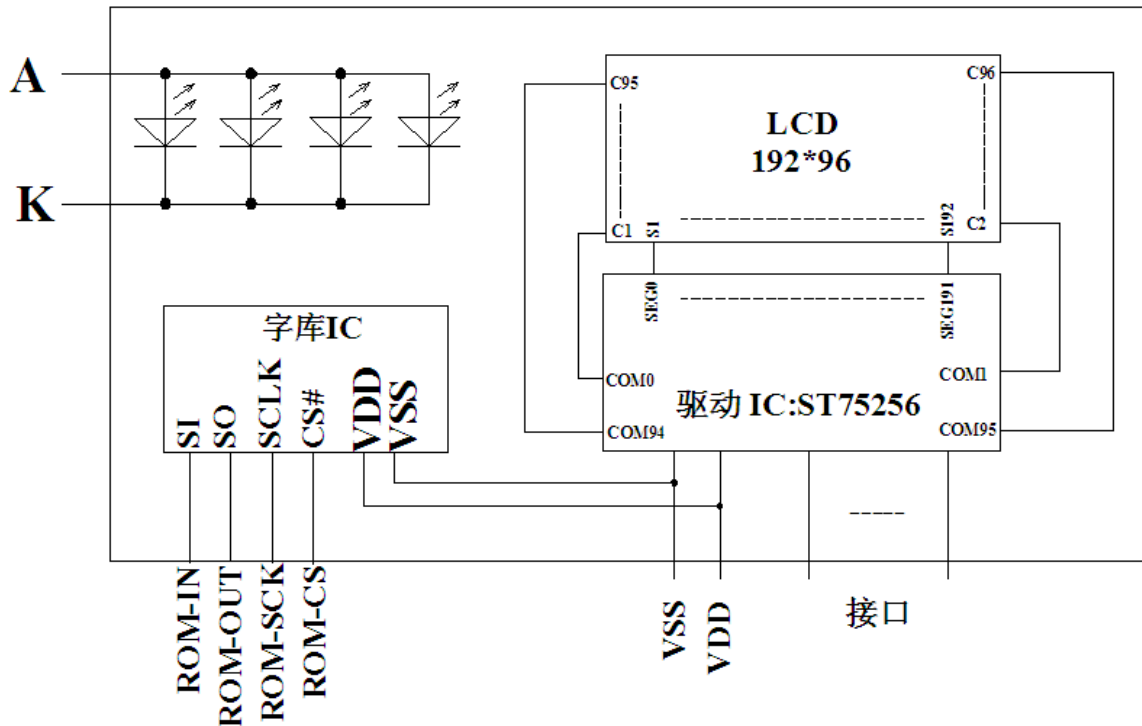 A
K
C95
C96
LCD
192*96
C1
S1
S192
C2
SEG0
SEG191
COM0
COM1
驱动 IC:ST75256
COM94
COM95
字库IC
SI
SO
SCLK
CS#
VDD
VSS
ROM-IN
ROM-OUT
ROM-SCK
ROM-CS
VSS
VDD
接口